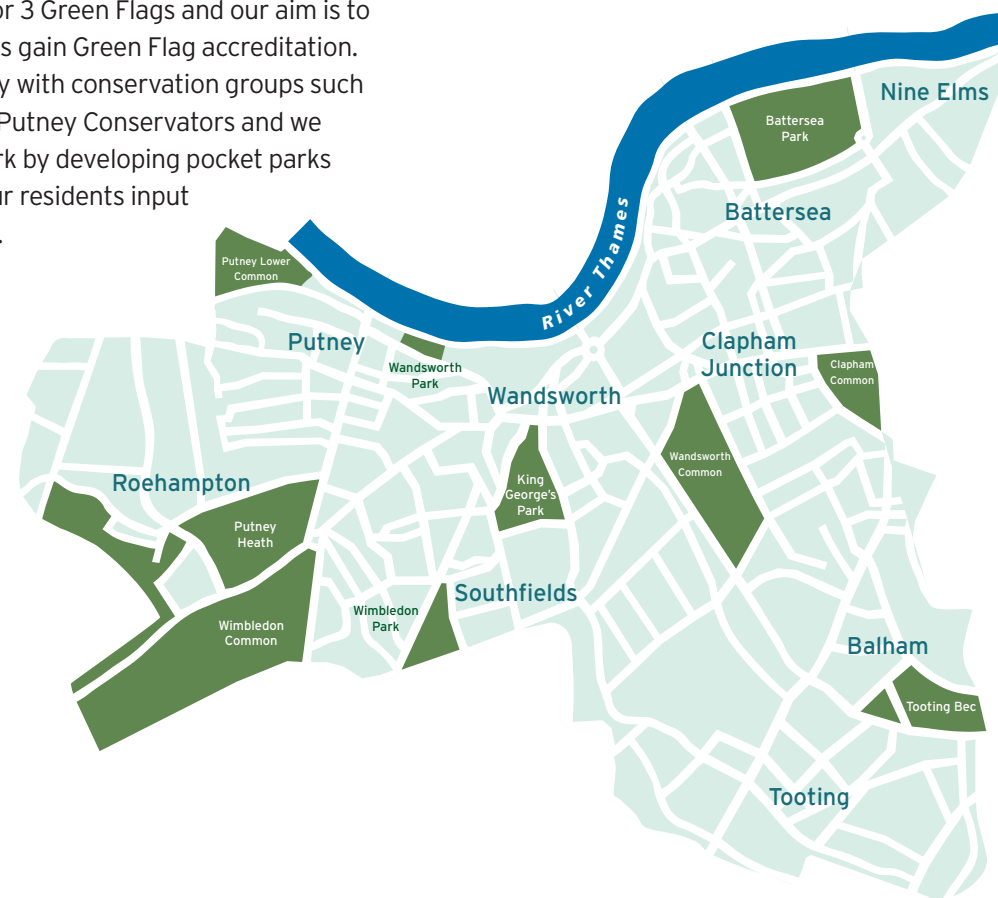 or 3 Green Flags and our aim is to
s gain Green Flag accreditation.
y with conservation groups such
Putney Conservators and we
rk by developing pocket parks
ur residents input
.
Nine Elms
Battersea
Park
Battersea
River Thames
Putney Lower
Common
Putney
Wandsworth
Park
Clapham
Junction
Clapham
Common
Wandsworth
Wandsworth
Common
Roehampton
King
George's
Park
Putney
Heath
Southfields
Wimbledon
Park
Wimbledon
Common
Balham
Tooting Bec
Tooting